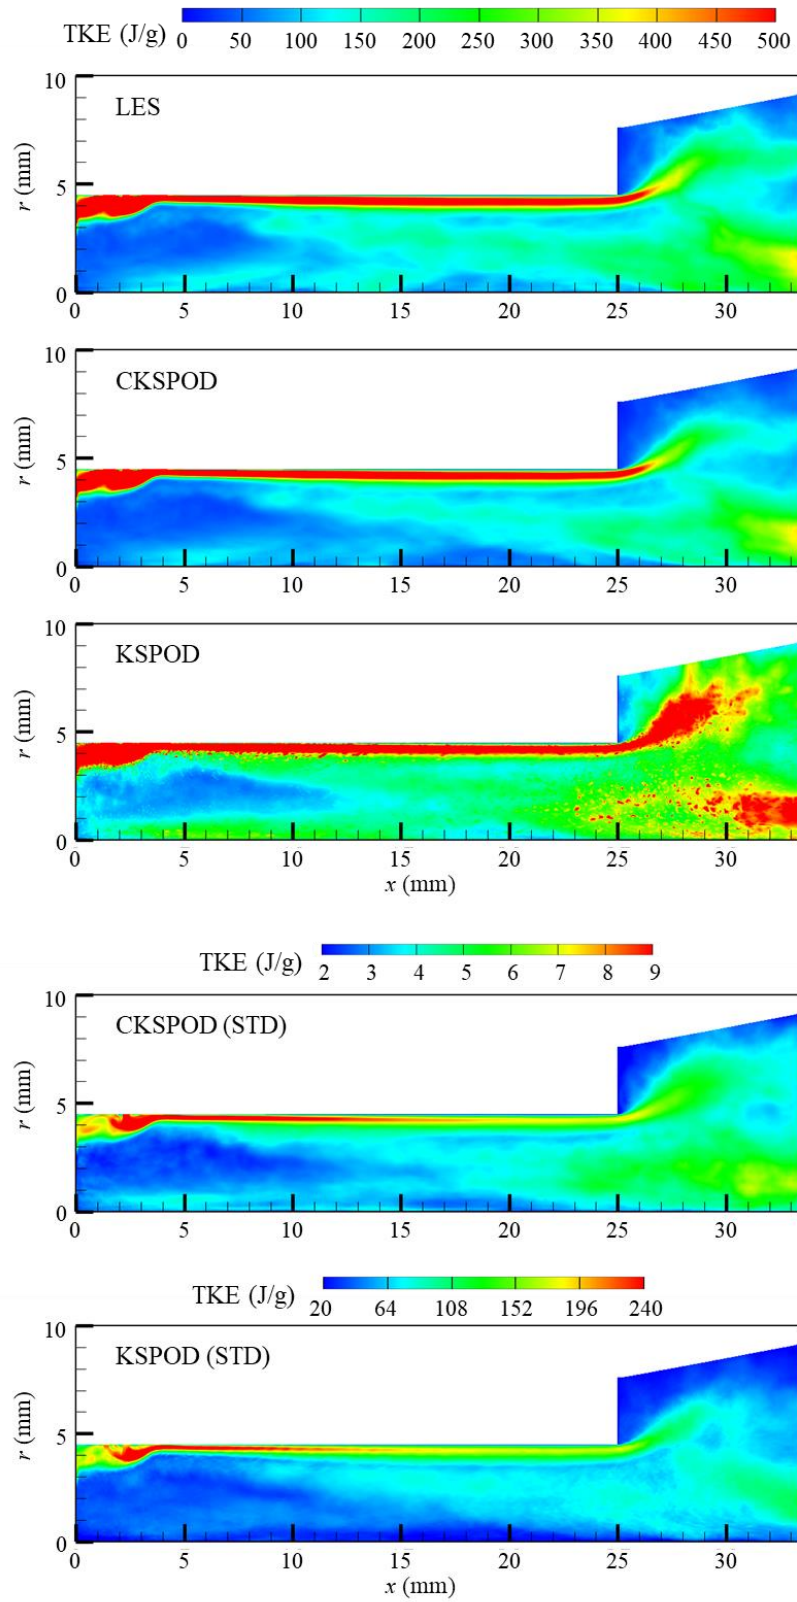 TKE (J/g) 0 50 100 150 200 250 300 350 400 450 500
10
LES
r (mm)
5
0
0 5 10 15 20 25 30
10
CKSPOD
r (mm)
5
0
0 5 10 15 20 25 30
10
KSPOD
r (mm)
5
0
0 5 10 15 20 25 30
x (mm)
TKE (J/g) 2 3 4 5 6 7 8 9
10
CKSPOD (STD)
r (mm)
5
0
0 5 10 15 20 25 30
TKE (J/g) 20 64 108 152 196 240
10
KSPOD (STD)
r (mm)
5
0
0 5 10 15 20 25 30
x (mm)